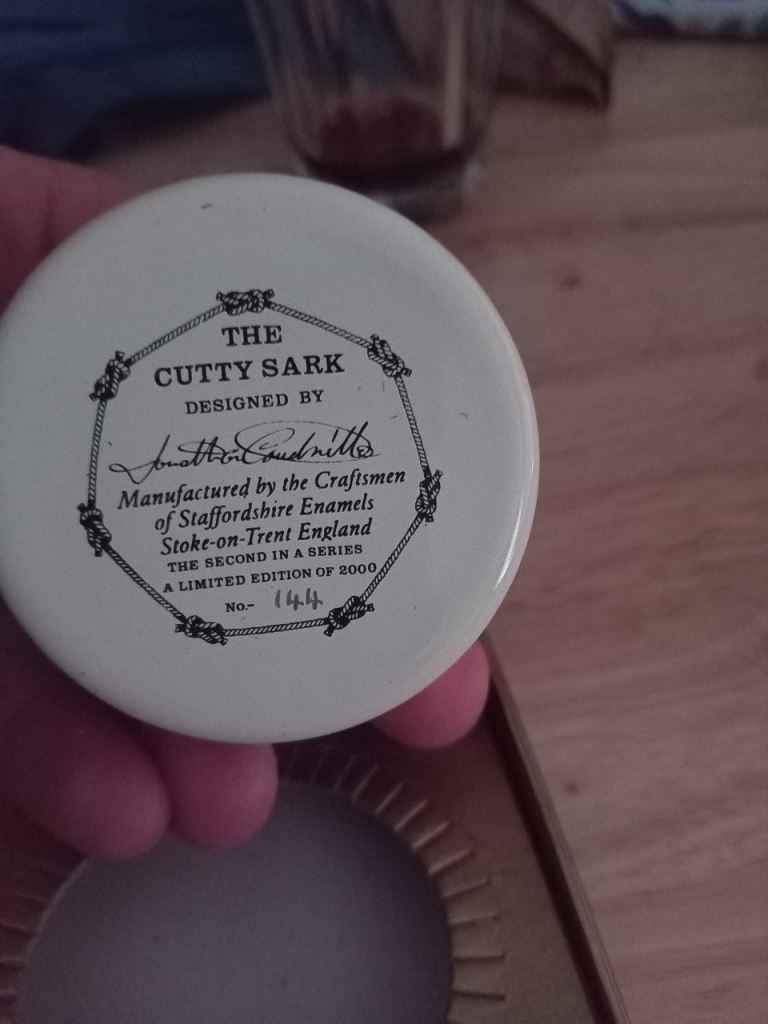 THE
CUTTY SARK
DESIGNED BY
Jonathan
Manufactured by the Craftsmen
of Staffordshire Enamels
Stoke-on-Trent England
THE SECOND IN A SERIES
A LIMITED EDITION OF 2000
No.- 144